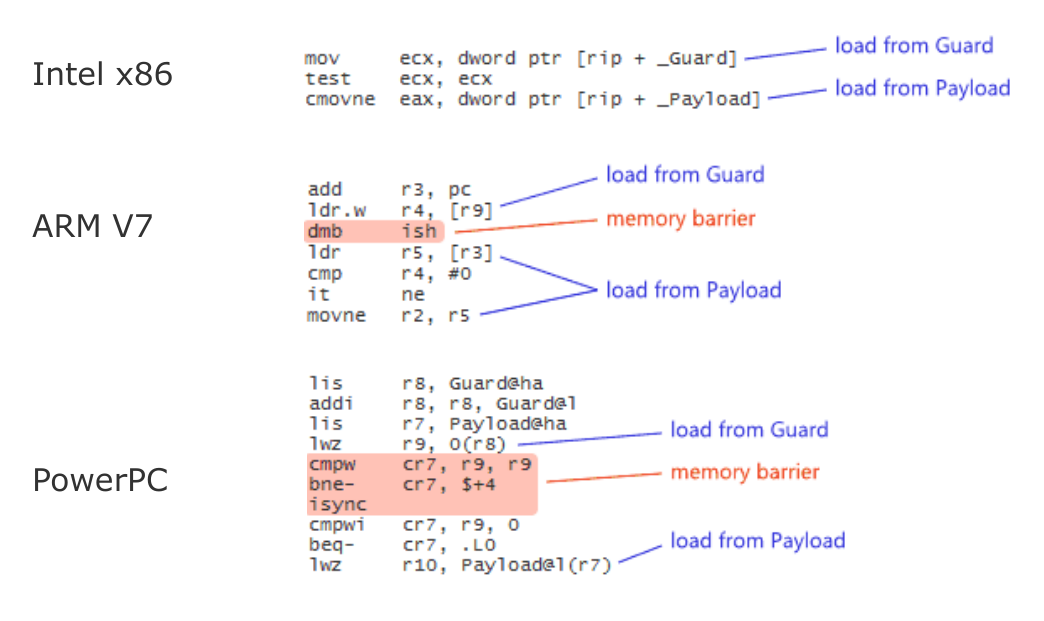 Intel x86
mov ecx, dword ptr [rip + _Guard]
load from Guard
test ecx, ecx
cmovne eax, dword ptr [rip + _Payload]
load from Payload
ARM V7
add r3, pc
ldr.w r4, [r9]
load from Guard
dmb ish
memory barrier
ldr r5, [r3]
cmp r4, #0
it ne
movne r2, r5
load from Payload
PowerPC
lis r8, Guard@ha
addi r8, r8, Guard@l
lis r7, Payload@ha
lwz r9, 0(r8)
load from Guard
cmpw cr7, r9, r9
bne- cr7, $+4
isync
memory barrier
cmpwi cr7, r9, 0
beq- cr7, .L0
lwz r10, Payload@l(r7)
load from Payload